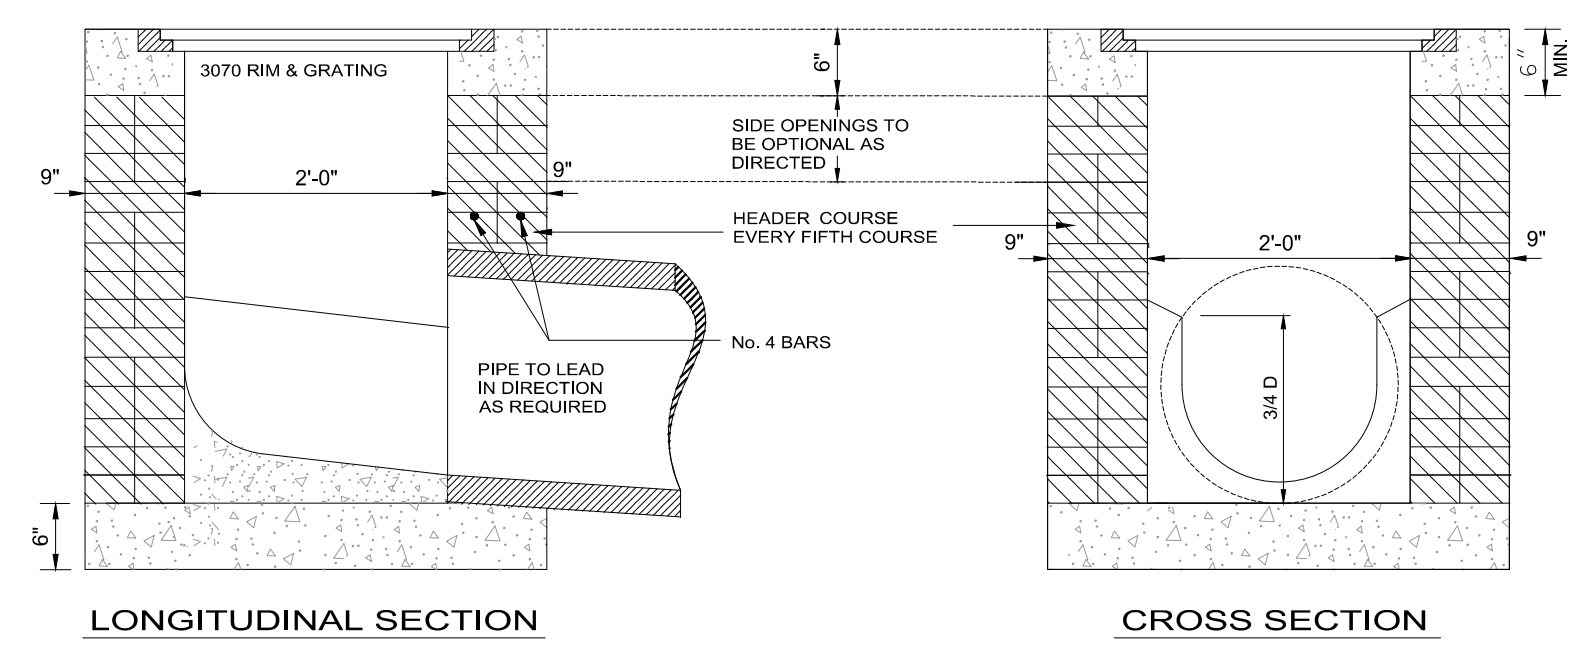 3070 RIM & GRATING
6"
6" MIN.
SIDE OPENINGS TO
BE OPTIONAL AS
DIRECTED
9"
2'-0"
9"
HEADER COURSE
EVERY FIFTH COURSE
9"
2'-0"
9"
No. 4 BARS
PIPE TO LEAD
IN DIRECTION
AS REQUIRED
3/4 D
6"
LONGITUDINAL SECTION
CROSS SECTION